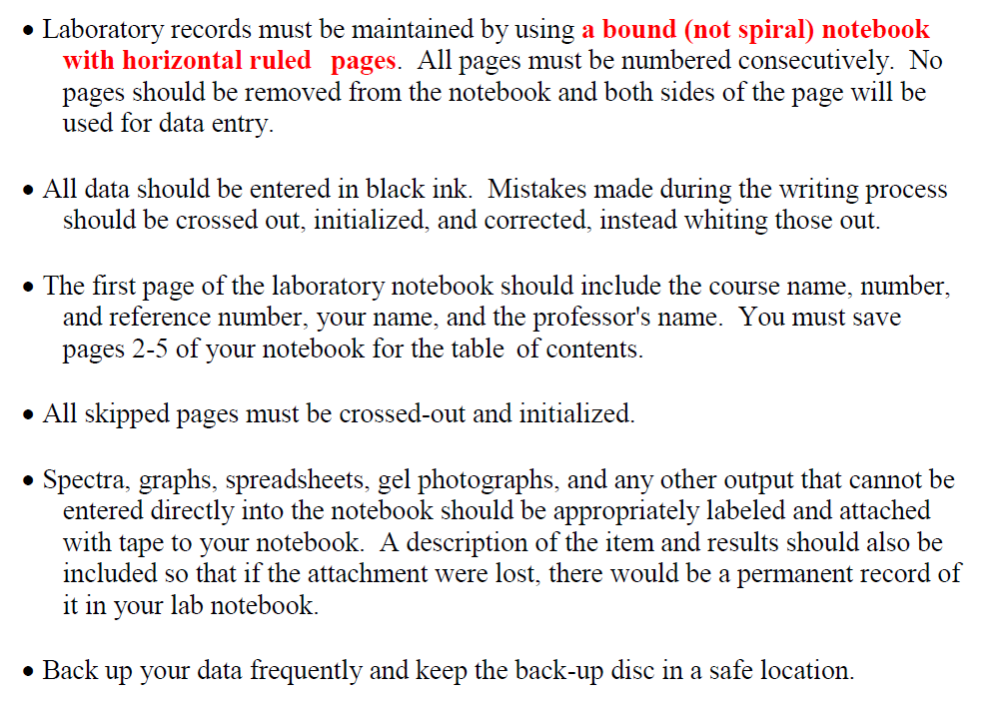 • Laboratory records must be maintained by using a bound (not spiral) notebook
with horizontal ruled pages. All pages must be numbered consecutively. No
pages should be removed from the notebook and both sides of the page will be
used for data entry.
• All data should be entered in black ink. Mistakes made during the writing process
should be crossed out, initialized, and corrected, instead whiting those out.
• The first page of the laboratory notebook should include the course name, number,
and reference number, your name, and the professor's name. You must save
pages 2-5 of your notebook for the table of contents.
• All skipped pages must be crossed-out and initialized.
• Spectra, graphs, spreadsheets, gel photographs, and any other output that cannot be
entered directly into the notebook should be appropriately labeled and attached
with tape to your notebook. A description of the item and results should also be
included so that if the attachment were lost, there would be a permanent record of
it in your lab notebook.
• Back up your data frequently and keep the back-up disc in a safe location.